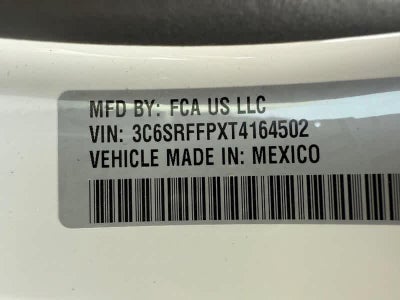 MFD BY: FCA US LLC
VIN: 3C6SRFFPXT4164502
VEHICLE MADE IN: MEXICO